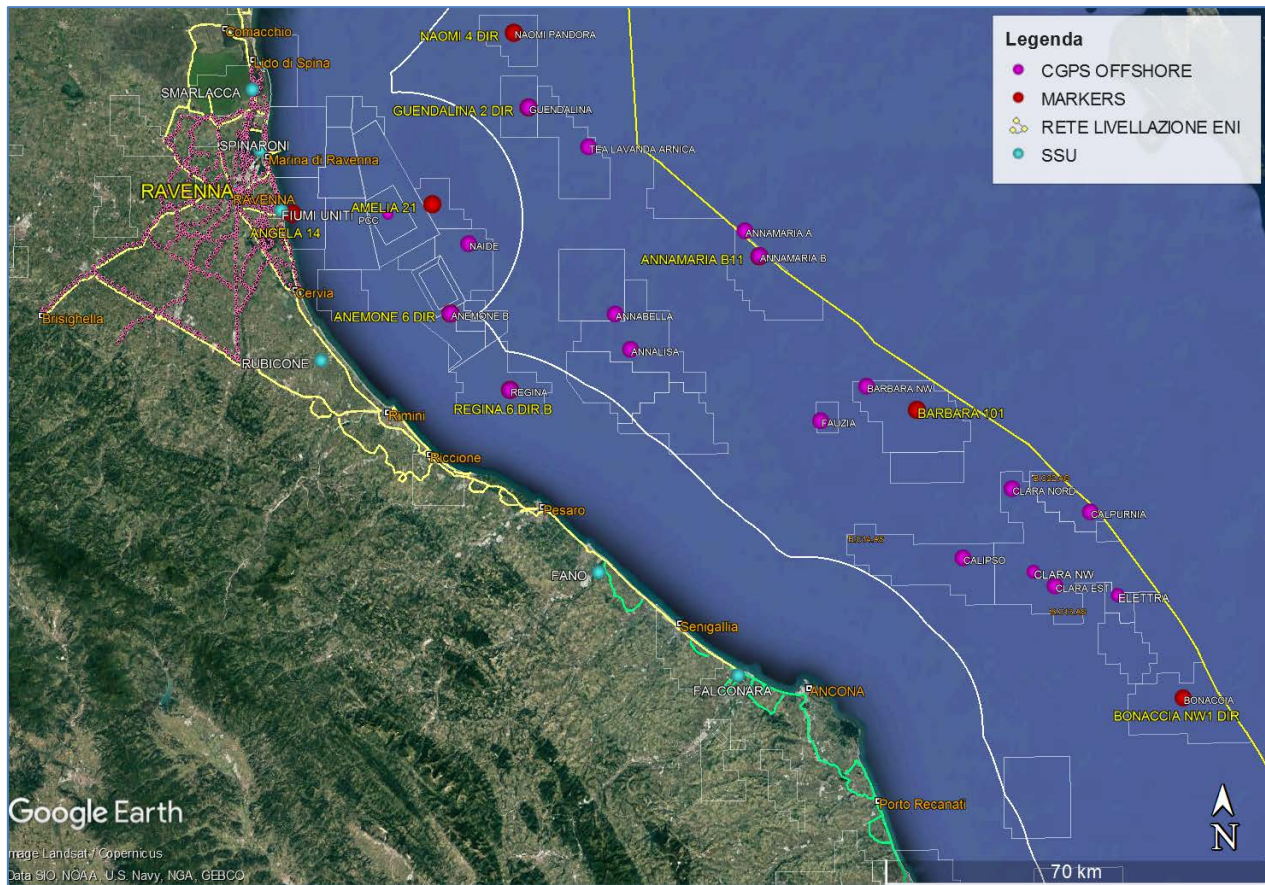 Legenda
CGPS OFFSHORE
MARKERS
RETE LIVELLAZIONE ENI
SSU
Comacchio
NAOMI 4 DIR
NAOMI PANDORA
Lido di Spina
SMARLACCA
GUENDALINA 2 DIR
GUENDALINA
SPINARONI
Marina di Ravenna
TEA LAVANDA ARNICA
RAVENNA
RAVENNA
FIUMI UNITI
AMELIA 21
PCC
ANGELA 14
NAIDE
ANNAMARIA A
ANNAMARIA B11
ANNAMARIA B
Cervia
Brisighella
ANEMONE 6 DIR
ANEMONE B
ANNABELLA
ANNALISA
RUBICONE
REGINA
REGINA 6 DIR B
BARBARA NW
BARBARA 101
FAUZIA
Rimini
Riccione
CLARA NORD
CALPURNIA
Pesaro
CALIPSO
FANO
CLARA NW
CLARA EST
ELETTRA
Senigallia
FALCONARA
ANCONA
BONACCIA
BONACCIA NW1 DIR
Porto Recanati
Google Earth
N
mage Landsat / Copernicus
Data SIO, NOAA, U.S. Navy, NGA, GEBCO
70 km